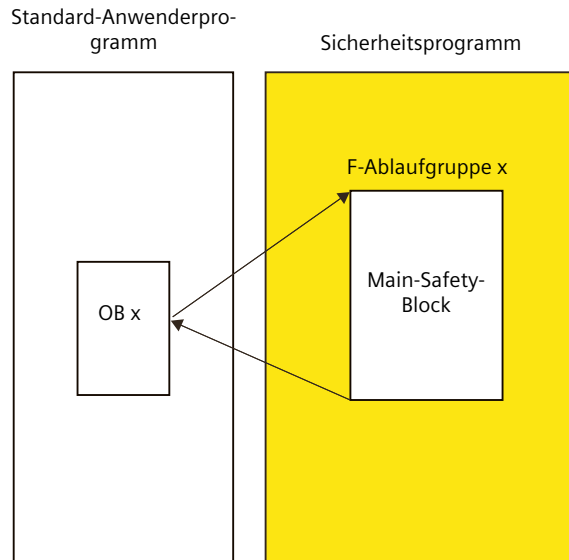 Standard-Anwenderpro-
gramm
Sicherheitsprogramm
F-Ablaufgruppe x
OB x
Main-Safety-
Block